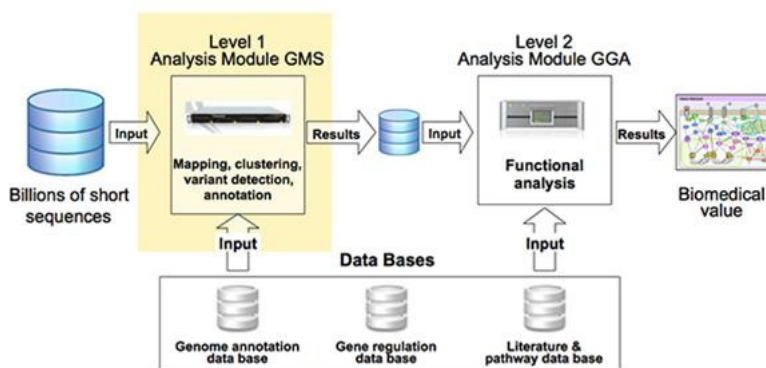 Level 1
Analysis Module GMS
Level 2
Analysis Module GGA
Input
Results
Input
Results
Mapping, clustering,
variant detection,
annotation
Functional
analysis
Billions of short
sequences
Biomedical
value
Input
Input
Data Bases
Genome annotation
data base
Gene regulation
data base
Literature &
pathway data base